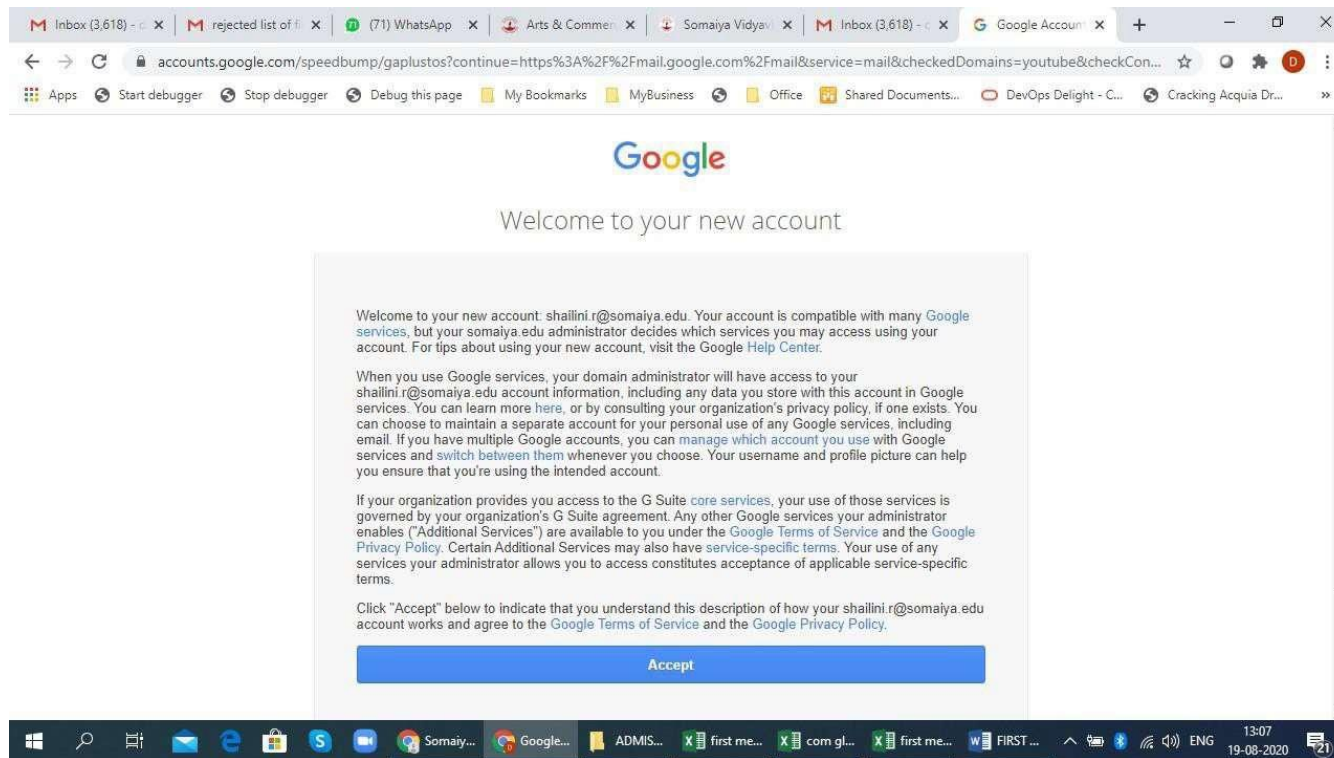 Inbox (3,618) - c
rejected list of f
(71) WhatsApp
Arts & Commer
Somaiya Vidyavi
Inbox (3,618) - c
Google Account
accounts.google.com/speedbump/gaplustos?continue=https%3A%2F%2Fmail.google.com%2Fmail&service=mail&checkedDomains=youtube&checkCon...
D
Apps
Start debugger
Stop debugger
Debug this page
My Bookmarks
MyBusiness
Office
Shared Documents...
DevOps Delight - C...
Cracking Acquia Dr...
»
Google
Welcome to your new account
Welcome to your new account: shailini.r@somaiya.edu. Your account is compatible with many Google
services, but your somaiya.edu administrator decides which services you may access using your
account. For tips about using your new account, visit the Google Help Center.
When you use Google services, your domain administrator will have access to your
shailini.r@somaiya.edu account information, including any data you store with this account in Google
services. You can learn more here, or by consulting your organization's privacy policy, if one exists. You
can choose to maintain a separate account for your personal use of any Google services, including
email. If you have multiple Google accounts, you can manage which account you use with Google
services and switch between them whenever you choose. Your username and profile picture can help
you ensure that you're using the intended account.
If your organization provides you access to the G Suite core services, your use of those services is
governed by your organization's G Suite agreement. Any other Google services your administrator
enables ("Additional Services") are available to you under the Google Terms of Service and the Google
Privacy Policy. Certain Additional Services may also have service-specific terms. Your use of any
services your administrator allows you to access constitutes acceptance of applicable service-specific
terms.
Click "Accept" below to indicate that you understand this description of how your shailini.r@somaiya.edu
account works and agree to the Google Terms of Service and the Google Privacy Policy.
Accept
Somaiy...
Google...
ADMIS...
first me...
com gl...
first me...
FIRST ...
ENG
13:07
19-08-2020
21